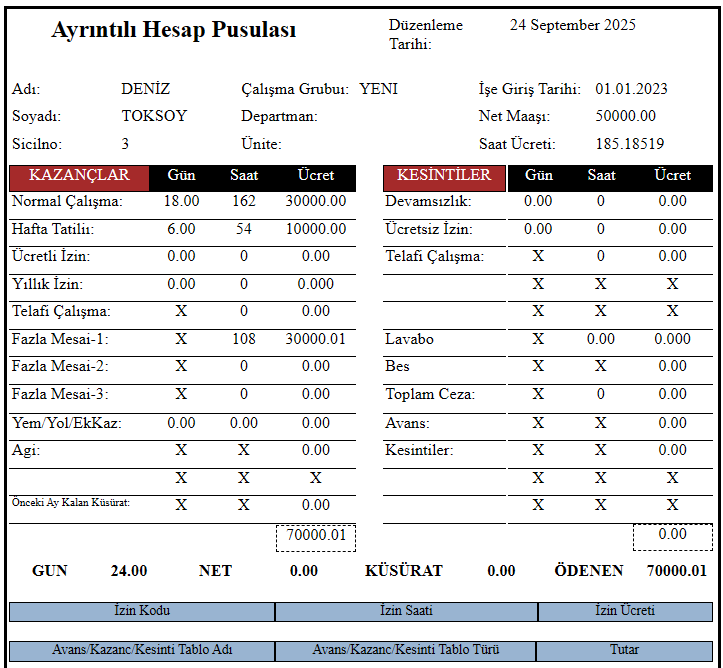 Ayrıntılı Hesap Pusulası Düzenleme Tarihi: 24 September 2025
Adı: DENİZ Çalışma Grubuı: YENI İşe Giriş Tarihi: 01.01.2023
Soyadı: TOKSOY Departman: Net Maaşı: 50000.00
Sicilno: 3 Ünite: Saat Ücreti: 185.18519
KAZANÇLAR Gün Saat Ücret KESİNTİLER Gün Saat Ücret
Normal Çalışma: 18.00 162 30000.00 Devamsızlık: 0.00 0 0.00
Hafta Tatiliı: 6.00 54 10000.00 Ücretsiz İzin: 0.00 0 0.00
Ücretli İzin: 0.00 0 0.00 Telafi Çalışma: X 0 0.00
Yıllık İzin: 0.00 0 0.000 X X X
Telafi Çalışma: X 0 0.00 X X X
Fazla Mesai-1: X 108 30000.01 Lavabo X 0.00 0.000
Fazla Mesai-2: X 0 0.00 Bes X X 0.00
Fazla Mesai-3: X 0 0.00 Toplam Ceza: X 0 0.00
Yem/Yol/EkKaz: 0.00 0.00 0.00 Avans: X X 0.00
Agi: X X 0.00 Kesintiler: X X 0.00
X X X X X X
Önceki Ay Kalan Küsürat: X X 0.00 X X X
70000.01 0.00
GUN 24.00 NET 0.00 KÜSÜRAT 0.00 ÖDENEN 70000.01
İzin Kodu İzin Saati İzin Ücreti
Avans/Kazanc/Kesinti Tablo Adı Avans/Kazanc/Kesinti Tablo Türü Tutar